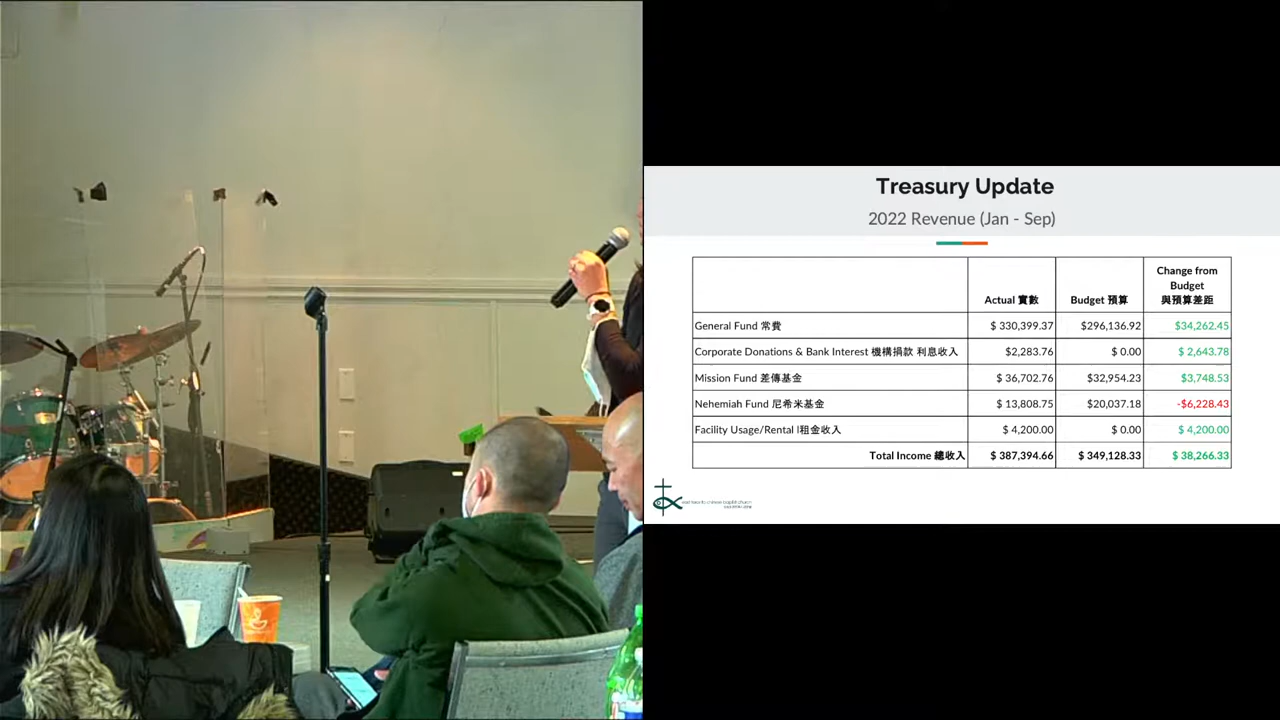 Treasury Update
2022 Revenue (Jan - Sep)
Actual 實數 Budget 預算 Change from Budget 與預算差距
General Fund 常費 $ 330,399.37 $296,136.92 $34,262.45
Corporate Donations & Bank Interest 機構捐款 利息收入 $2,283.76 $ 0.00 $ 2,643.78
Mission Fund 差傳基金 $ 36,702.76 $32,954.23 $3,748.53
Nehemiah Fund 尼希米基金 $ 13,808.75 $20,037.18 -$6,228.43
Facility Usage/Rental l租金收入 $ 4,200.00 $ 0.00 $ 4,200.00
Total Income 總收入 $ 387,394.66 $ 349,128.33 $ 38,266.33